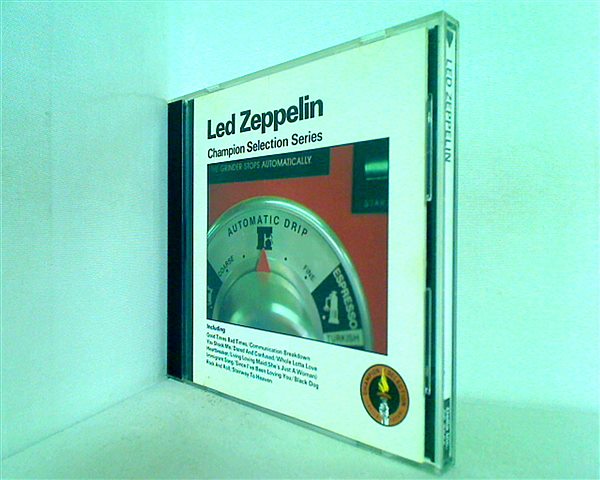 Led Zeppelin
Champion Selection Series
THE GRINDER STOPS AUTOMATICALLY
STAR
AUTOMATIC DRIP
COARSE
FINE
ESPRESSO
TURKISH
Including
Good Times Bad Times, Communication Breakdown
You Shook Me, Dazed And Confused, Whole Lotta Love
Heartbreaker, Living Loving Maid (She's Just A Woman)
Immigrant Song, Since I've Been Loving You, Black Dog
Rock And Roll, Stairway To Heaven
LED ZEPPELIN